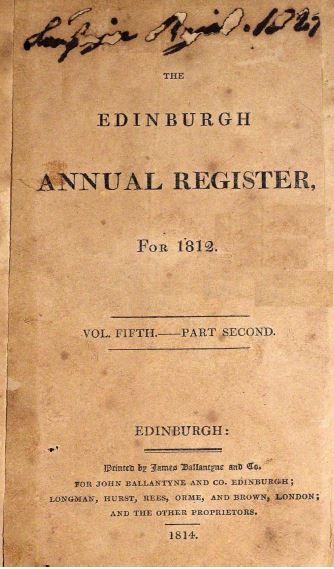 THE
EDINBURGH
ANNUAL REGISTER,
FOR 1812.
VOL. FIFTH.——PART SECOND.
EDINBURGH:
Printed by James Ballantyne and Co.
FOR JOHN BALLANTYNE AND CO. EDINBURGH;
LONGMAN, HURST, REES, ORME, AND BROWN, LONDON;
AND THE OTHER PROPRIETORS.
1814.